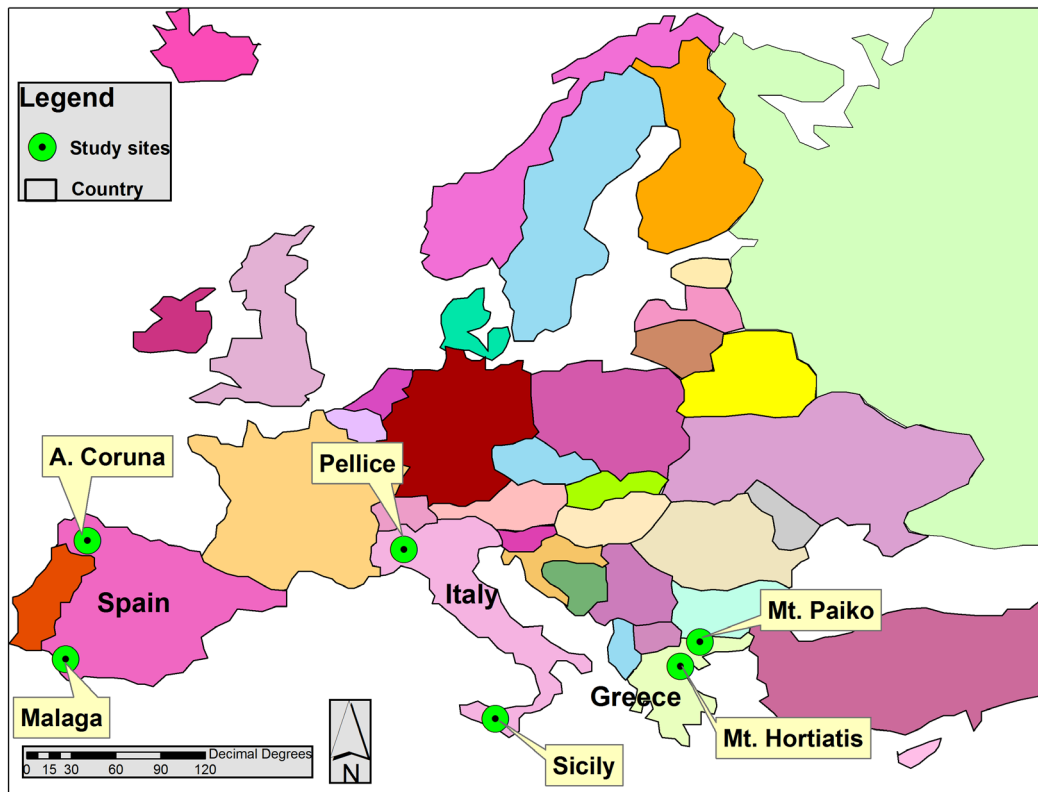 Legend
Study sites
Country
A. Coruna
Pellice
Spain
Italy
Mt. Paiko
Greece
Malaga
Sicily
Mt. Hortiatis
Decimal Degrees
0 15 30 60 90 120
N